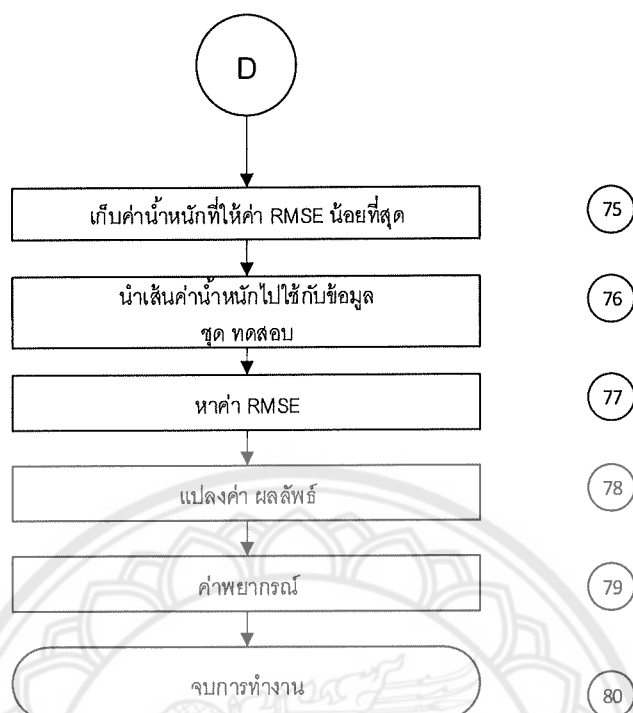 D
เก็บค่าน้ำหนักที่ให้ค่า RMSE น้อยที่สุด
75
นำเส้นค่าน้ำหนักไปใช้กับข้อมูล
ชุด ทดสอบ
76
หาค่า RMSE
77
แปลงค่า ผลลัพธ์
78
ค่าพยากรณ์
79
จบการทำงาน
80